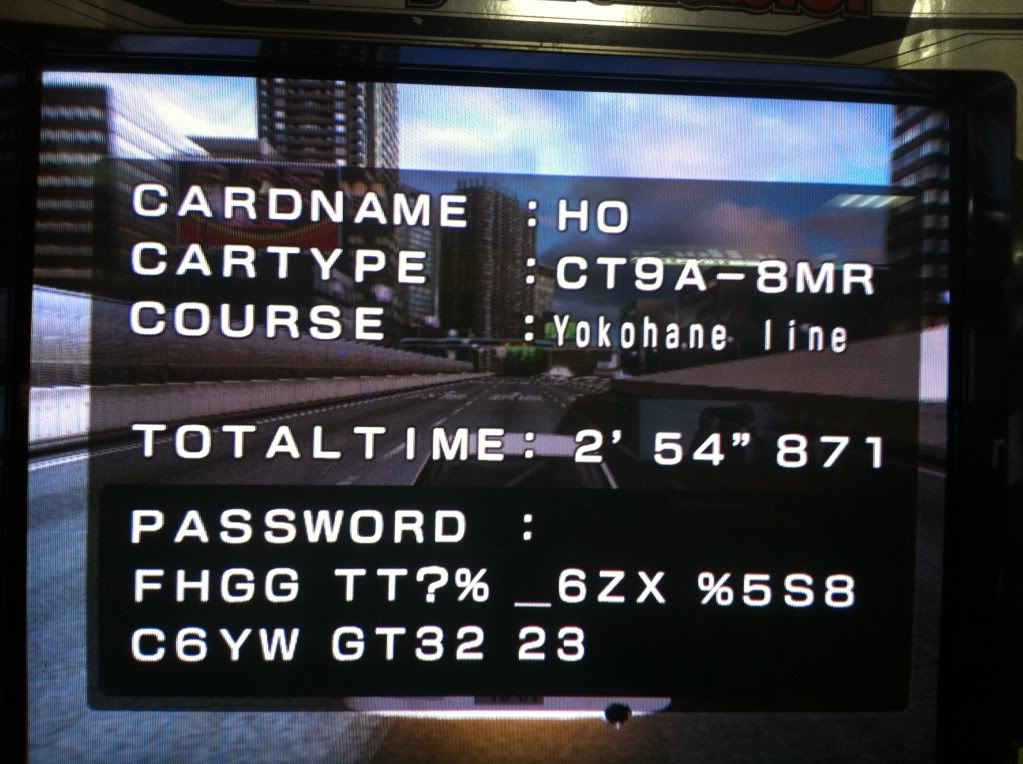 CARDNAME : HO
CARTYPE : CT9A-8MR
COURSE : Yokohane line
TOTALTIME: 2' 54" 871
PASSWORD :
FHGG TT?% _6ZX %5S8
C6YW GT32 23